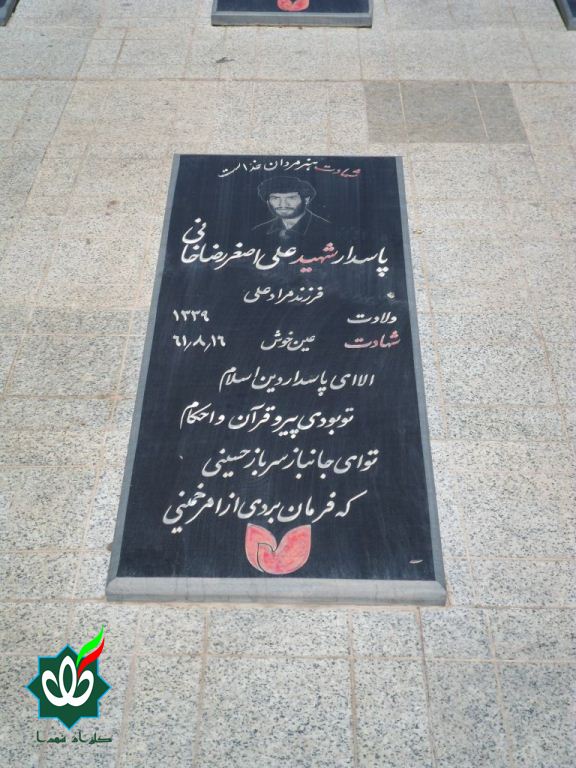 شهادت هنر مردان خداست
پاسدار شهید علی اصغر رضاخانی
فرزند مرادعلی
ولادت ۱۳۳۹
شهادت عین خوش ۶۱٫۸٫۱۶
الا ای پاسدار دین اسلام
تو بودی پیرو قرآن و احکام
تو ای جانباز سرباز حسینی
که فرمان بردی از امر خمینی